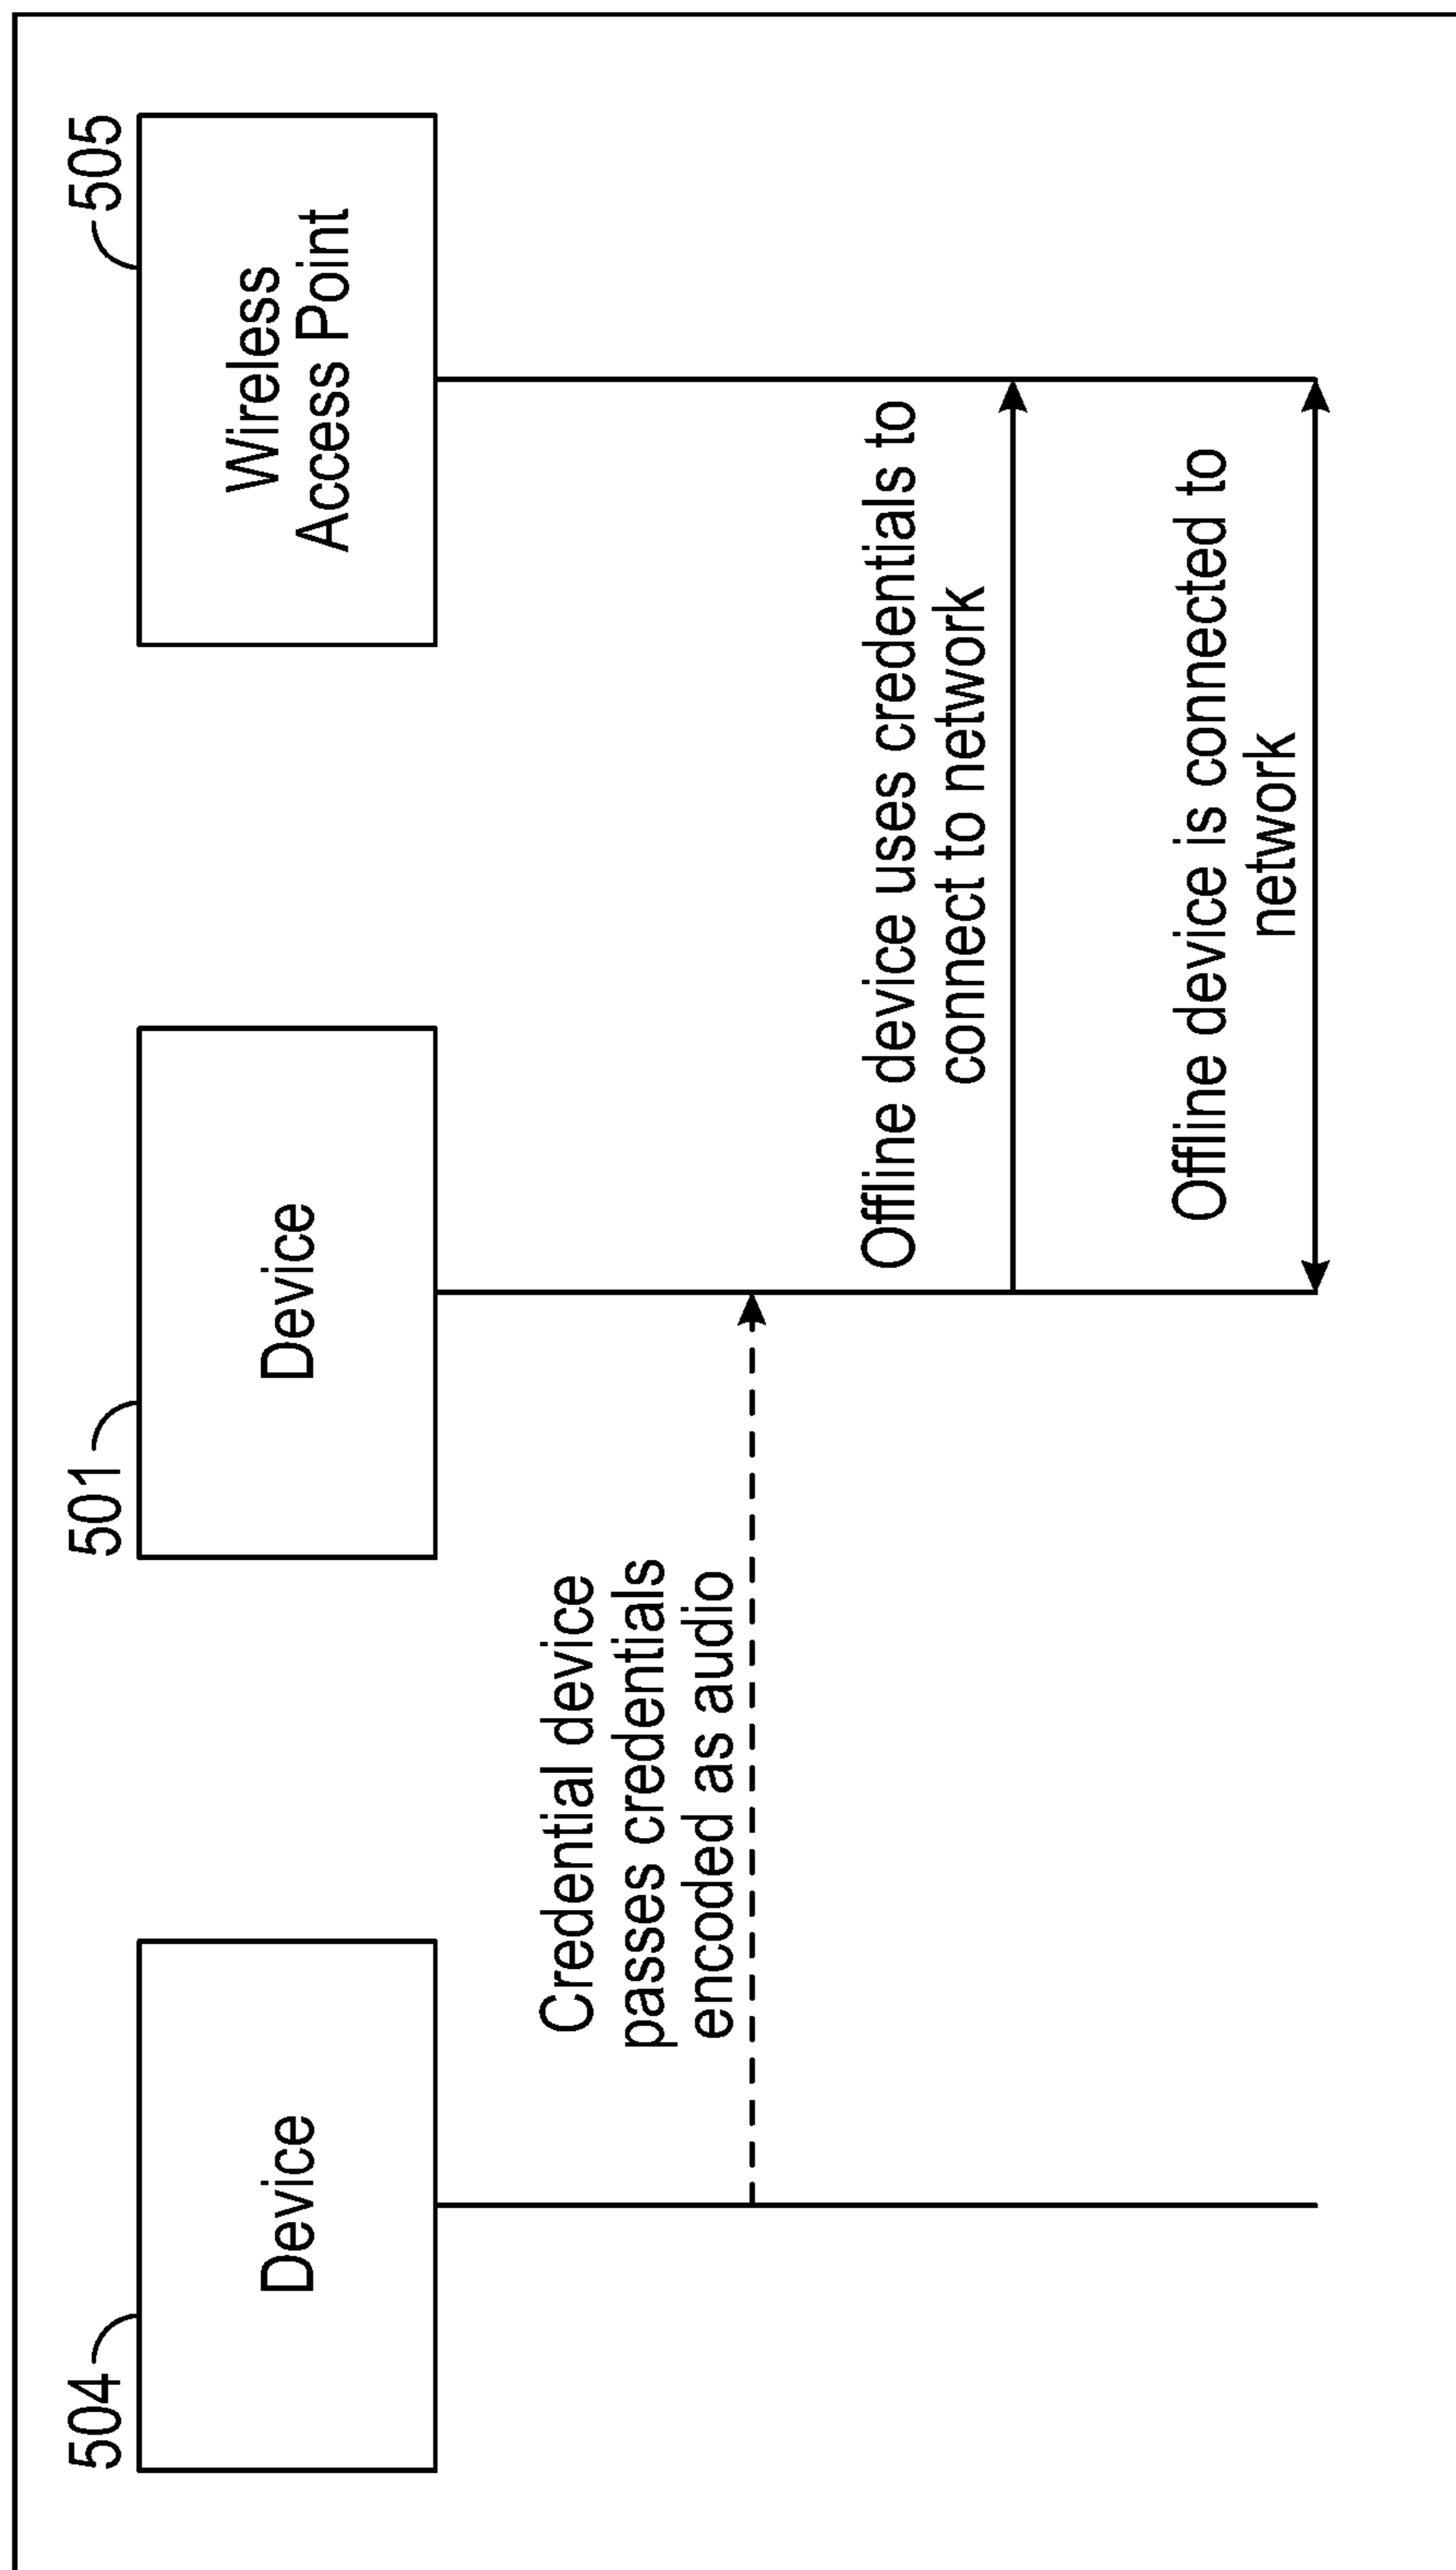 504
Device
501
Device
505
Wireless
Access Point
Credential device
passes credentials
encoded as audio
Offline device uses credentials to
connect to network
Offline device is connected to
network